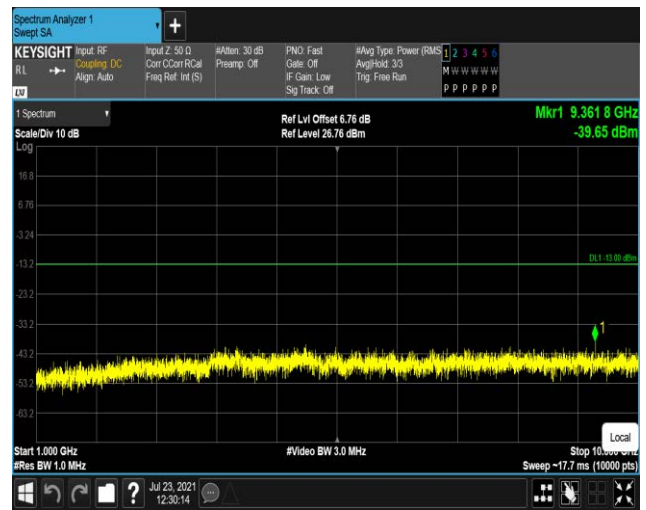 Spectrum Analyzer 1
Swept SA
+
KEYSIGHT
RL
LXI
Input: RF
Coupling: DC
Align: Auto
Input Z: 50 Ω
Corr CCorr RCal
Freq Ref: Int (S)
#Atten: 30 dB
Preamp: Off
PNO: Fast
Gate: Off
IF Gain: Low
Sig Track: Off
#Avg Type: Power (RMS
Avg|Hold: 3/3
Trig: Free Run
1 2 3 4 5 6
M W W W W W
P P P P P P
1 Spectrum
Scale/Div 10 dB
Log
Ref Lvl Offset 6.76 dB
Ref Level 26.76 dBm
Mkr1 9.361 8 GHz
-39.65 dBm
16.8
6.76
-3.24
-13.2
DL1 -13.00 dBm
-23.2
-33.2
1
-43.2
-53.2
-63.2
Local
Start 1.000 GHz
#Res BW 1.0 MHz
#Video BW 3.0 MHz
Stop 10.000 GHz
Sweep ~17.7 ms (10000 pts)
?
Jul 23, 2021
12:30:14